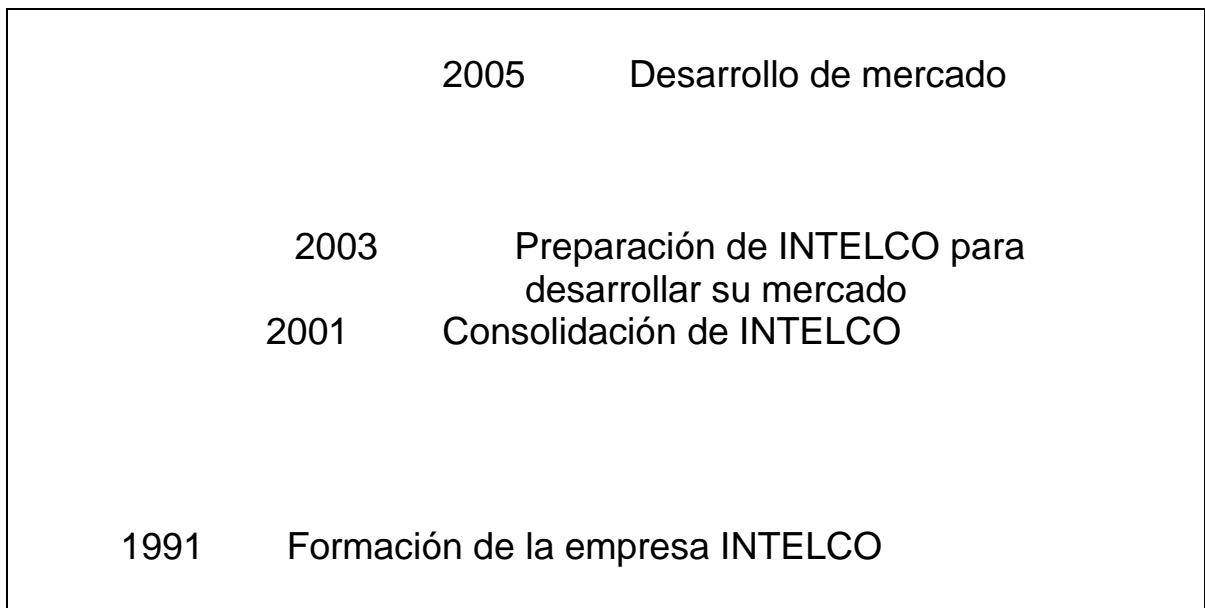 2005 Desarrollo de mercado
2003 Preparación de INTELCO para
desarrollar su mercado
2001 Consolidación de INTELCO
1991 Formación de la empresa INTELCO